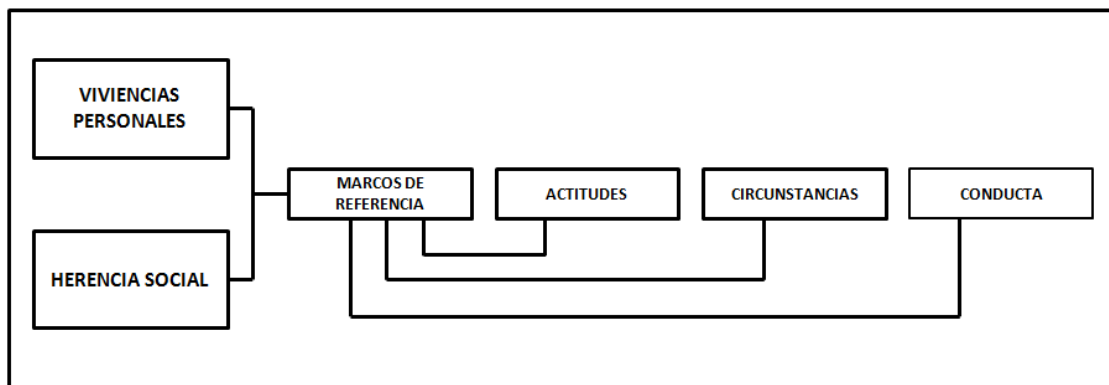 VIVIENCIAS
PERSONALES
HERENCIA SOCIAL
MARCOS DE
REFERENCIA
ACTITUDES
CIRCUNSTANCIAS
CONDUCTA